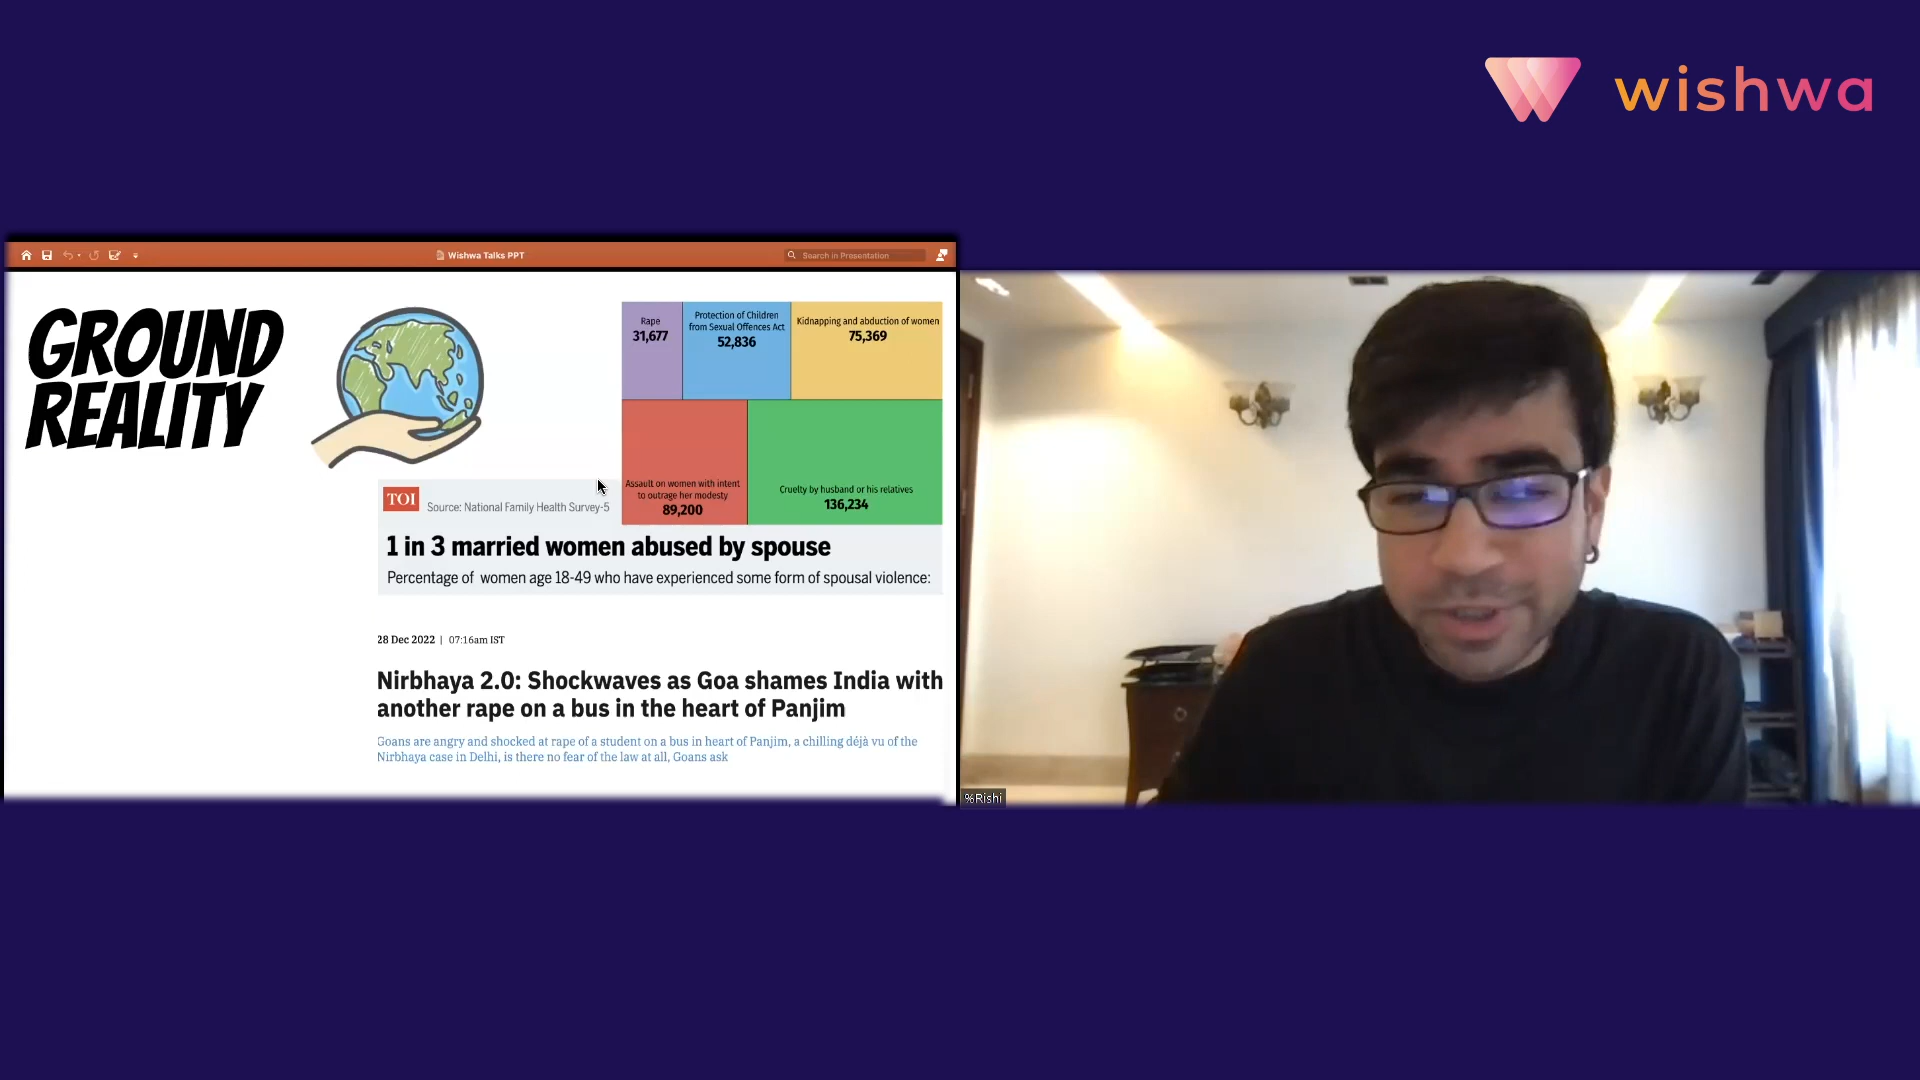 wishwa
Wishwa Talks PPT
Search in Presentation
GROUND
REALITY
Rape
31,677
Protection of Children
from Sexual Offences Act
52,836
Kidnapping and abduction of women
75,369
Assault on women with intent
to outrage her modesty
89,200
Cruelty by husband or his relatives
136,234
TOI
Source: National Family Health Survey-5
1 in 3 married women abused by spouse
Percentage of women age 18-49 who have experienced some form of spousal violence:
28 Dec 2022 | 07:16am IST
Nirbhaya 2.0: Shockwaves as Goa shames India with
another rape on a bus in the heart of Panjim
Goans are angry and shocked at rape of a student on a bus in heart of Panjim, a chilling déjà vu of the
Nirbhaya case in Delhi, is there no fear of the law at all, Goans ask
Rishi